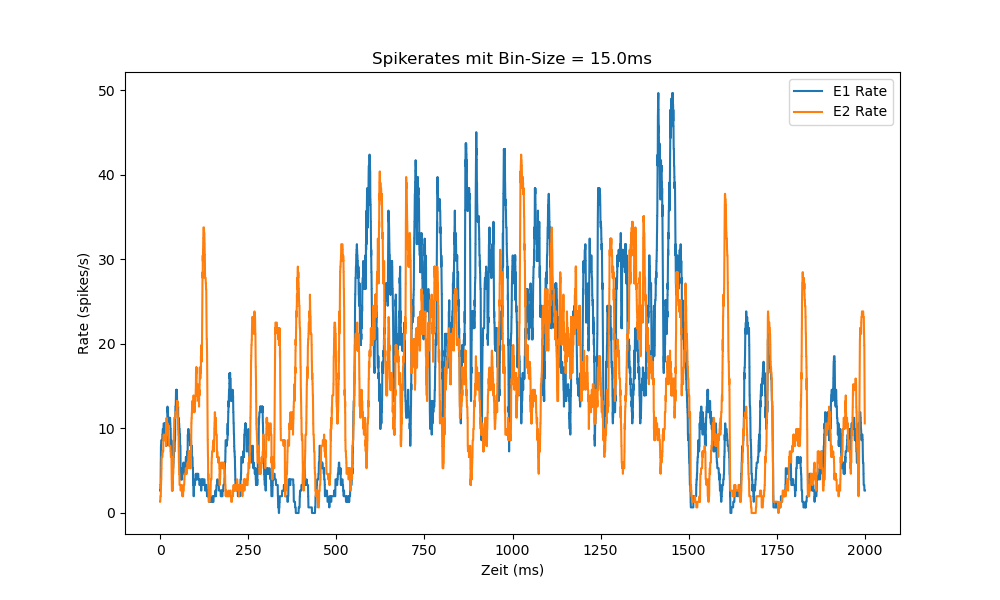 Spikerates mit Bin-Size = 15.0ms
E1 Rate
E2 Rate
Rate (spikes/s)
50
40
30
20
10
0
0 250 500 750 1000 1250 1500 1750 2000
Zeit (ms)